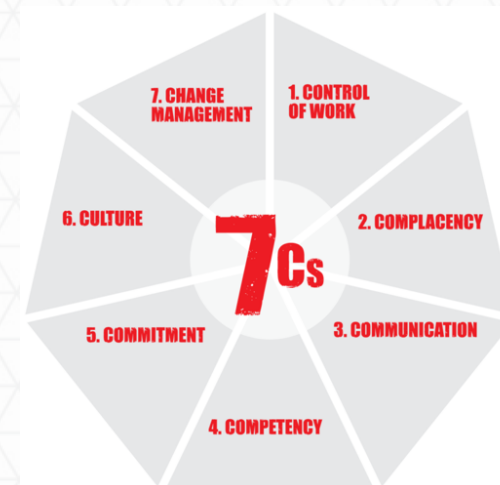 7. CHANGE
MANAGEMENT
1. CONTROL
OF WORK
6. CULTURE
2. COMPLACENCY
7Cs
5. COMMITMENT
3. COMMUNICATION
4. COMPETENCY